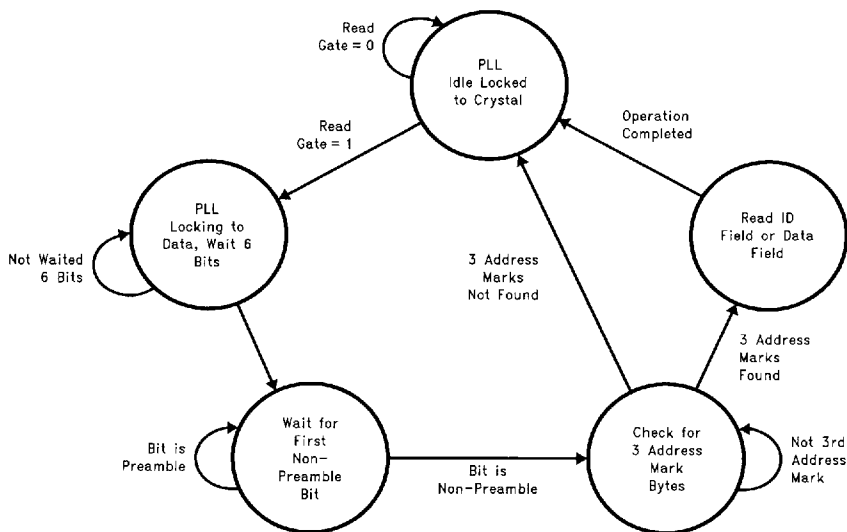 Read
Gate = 0
PLL
Idle Locked
to Crystal
Read
Gate = 1
Operation
Completed
PLL
Locking to
Data, Wait 6
Bits
Not Waited
6 Bits
3 Address
Marks
Not Found
Read ID
Field or Data
Field
3 Address
Marks
Found
Bit is
Preamble
Wait for
First
Non-
Preamble
Bit
Bit is
Non-Preamble
Check for
3 Address
Mark
Bytes
Not 3rd
Address
Mark